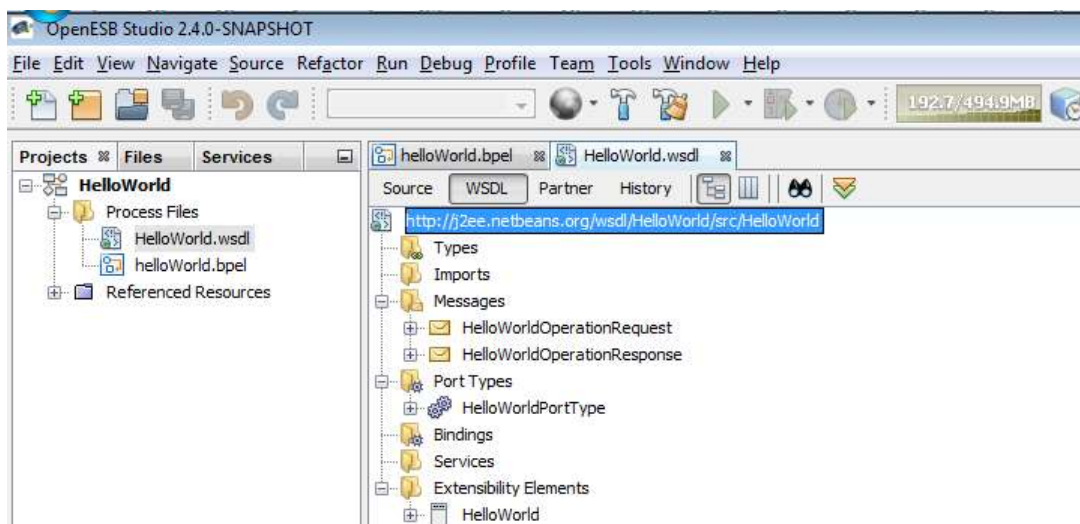 OpenESB Studio 2.4.0-SNAPSHOT
File Edit View Navigate Source Refactor Run Debug Profile Team Tools Window Help
192.7/494.9MB
Projects Files Services
HelloWorld
Process Files
HelloWorld.wsdl
helloWorld.bpel
Referenced Resources
helloWorld.bpel HelloWorld.wsdl
Source WSDL Partner History
http://j2ee.netbeans.org/wsdl/HelloWorld/src/HelloWorld
Types
Imports
Messages
HelloWorldOperationRequest
HelloWorldOperationResponse
Port Types
HelloWorldPortType
Bindings
Services
Extensibility Elements
HelloWorld